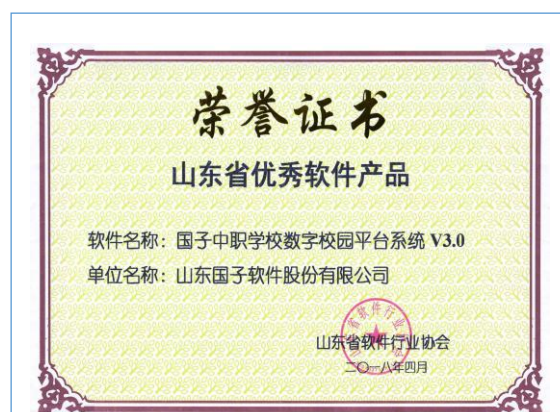 荣誉证书
山东省优秀软件产品
软件名称：国子中职学校数字校园平台系统 V3.0
单位名称：山东国子软件股份有限公司
山东省软件行业协会
二〇一八年四月